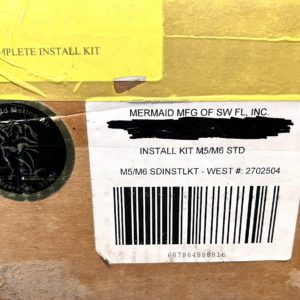 MPLETE INSTALL KIT
MERMAID MFG OF SW FL, INC.
INSTALL KIT M5/M6 STD
M5/M6 SDINSTLKT - WEST #: 2702504
687864888816